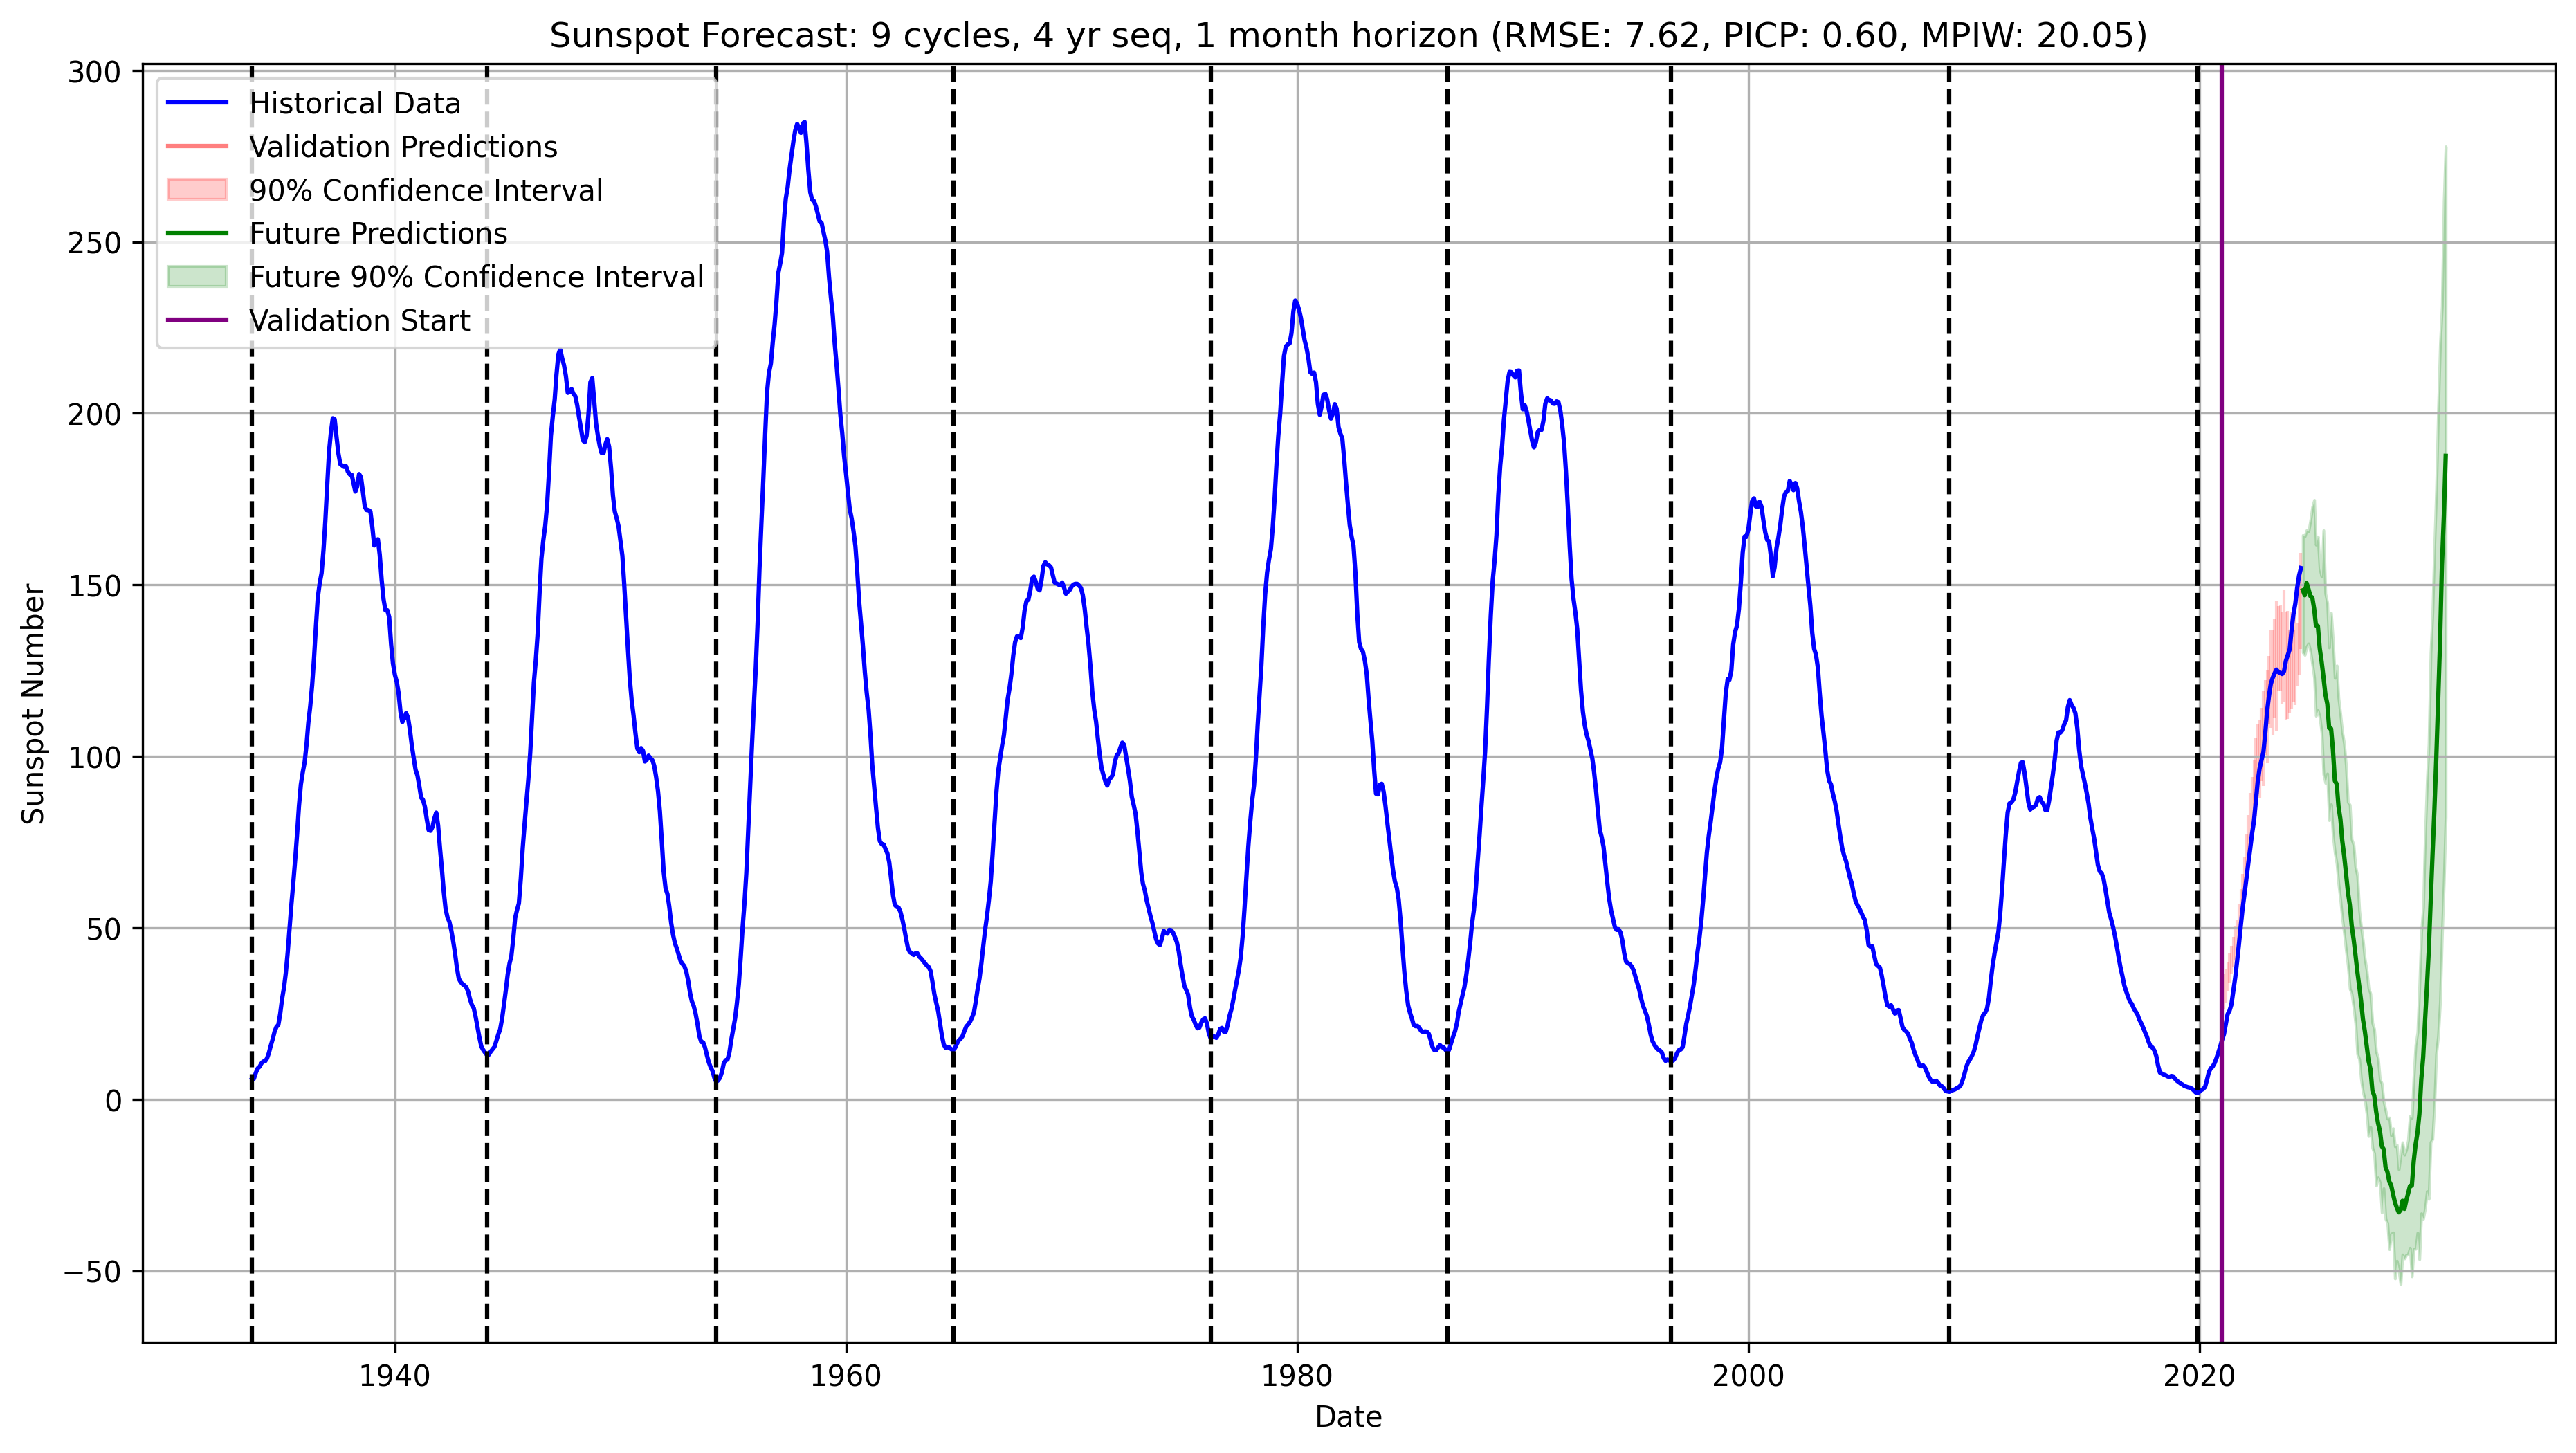 Sunspot Forecast: 9 cycles, 4 yr seq, 1 month horizon (RMSE: 7.62, PICP: 0.60, MPIW: 20.05)
Historical Data
Validation Predictions
90% Confidence Interval
Future Predictions
Future 90% Confidence Interval
Validation Start
Sunspot Number
300
250
200
150
100
50
0
−50
1940
1960
1980
2000
2020
Date